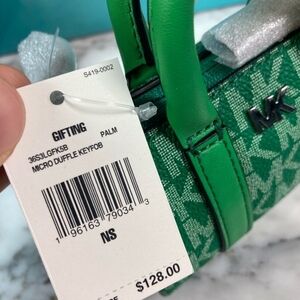 S419-0002
GIFTING
36S3LGFK5B PALM
MICRO DUFFLE KEYFOB
1 96163 79034 3
NS
$128.00
MK